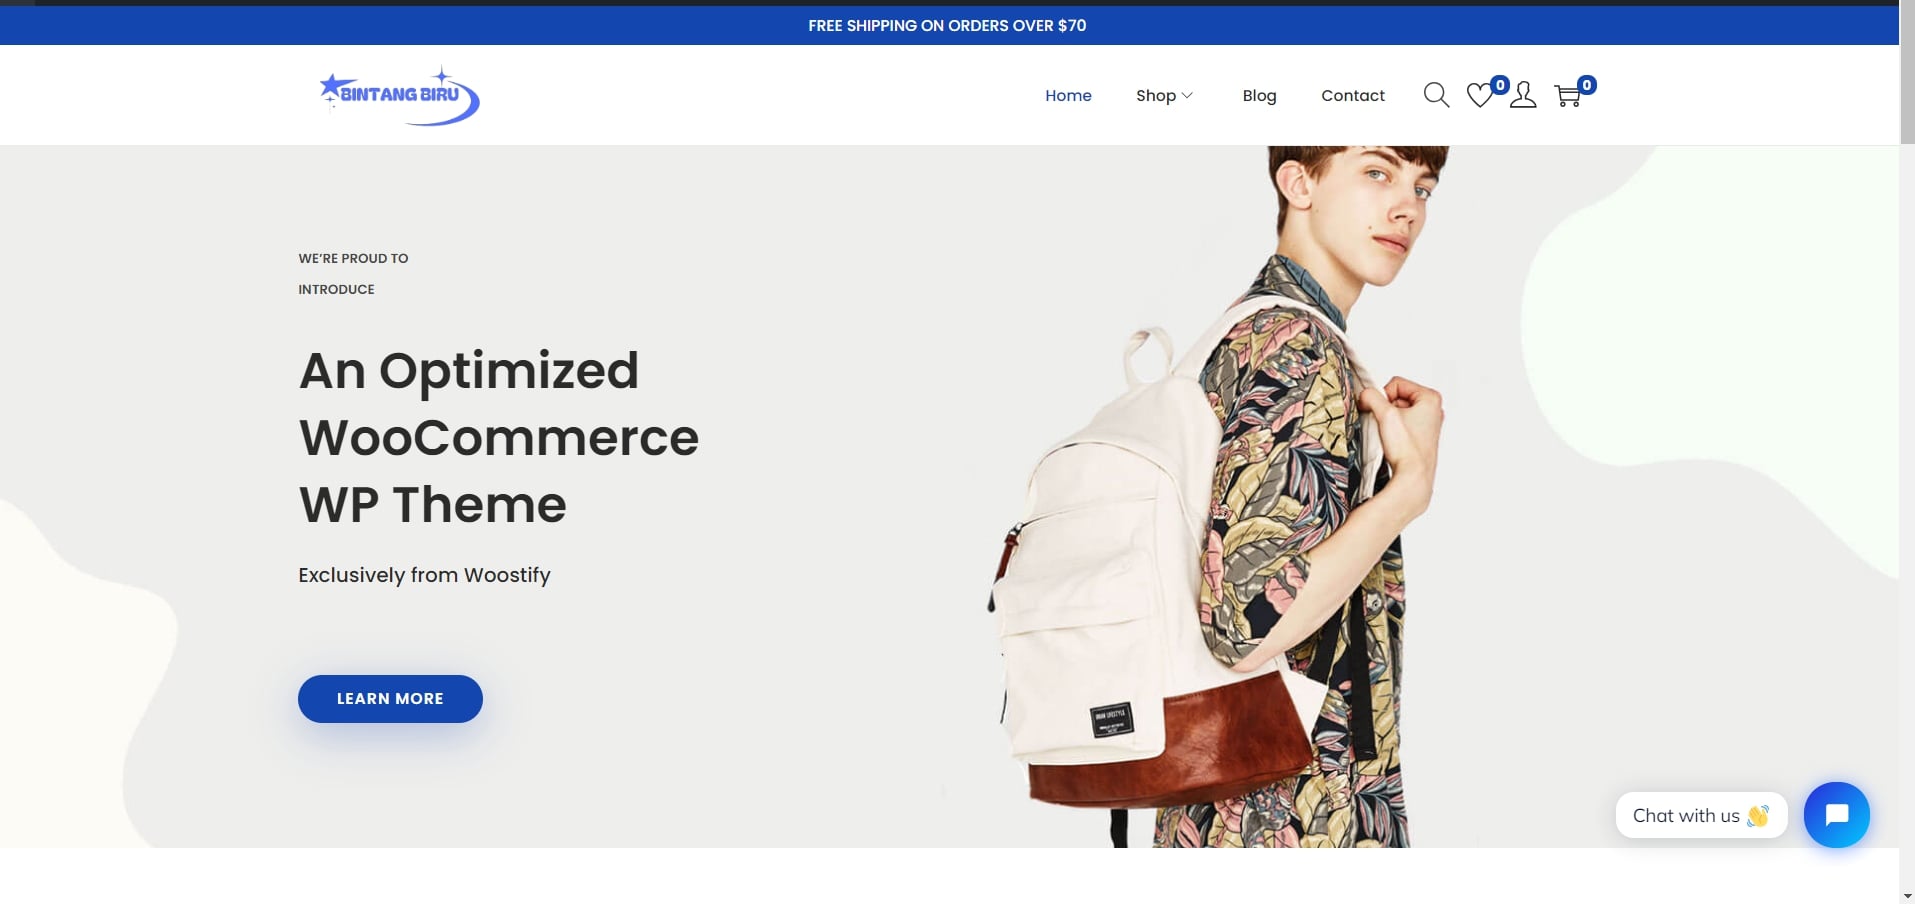 FREE SHIPPING ON ORDERS OVER $70
BINTANG BIRU
Home
Shop
Blog
Contact
0
0
WE'RE PROUD TO
INTRODUCE
An Optimized
WooCommerce
WP Theme
Exclusively from Woostify
LEARN MORE
Chat with us 👋